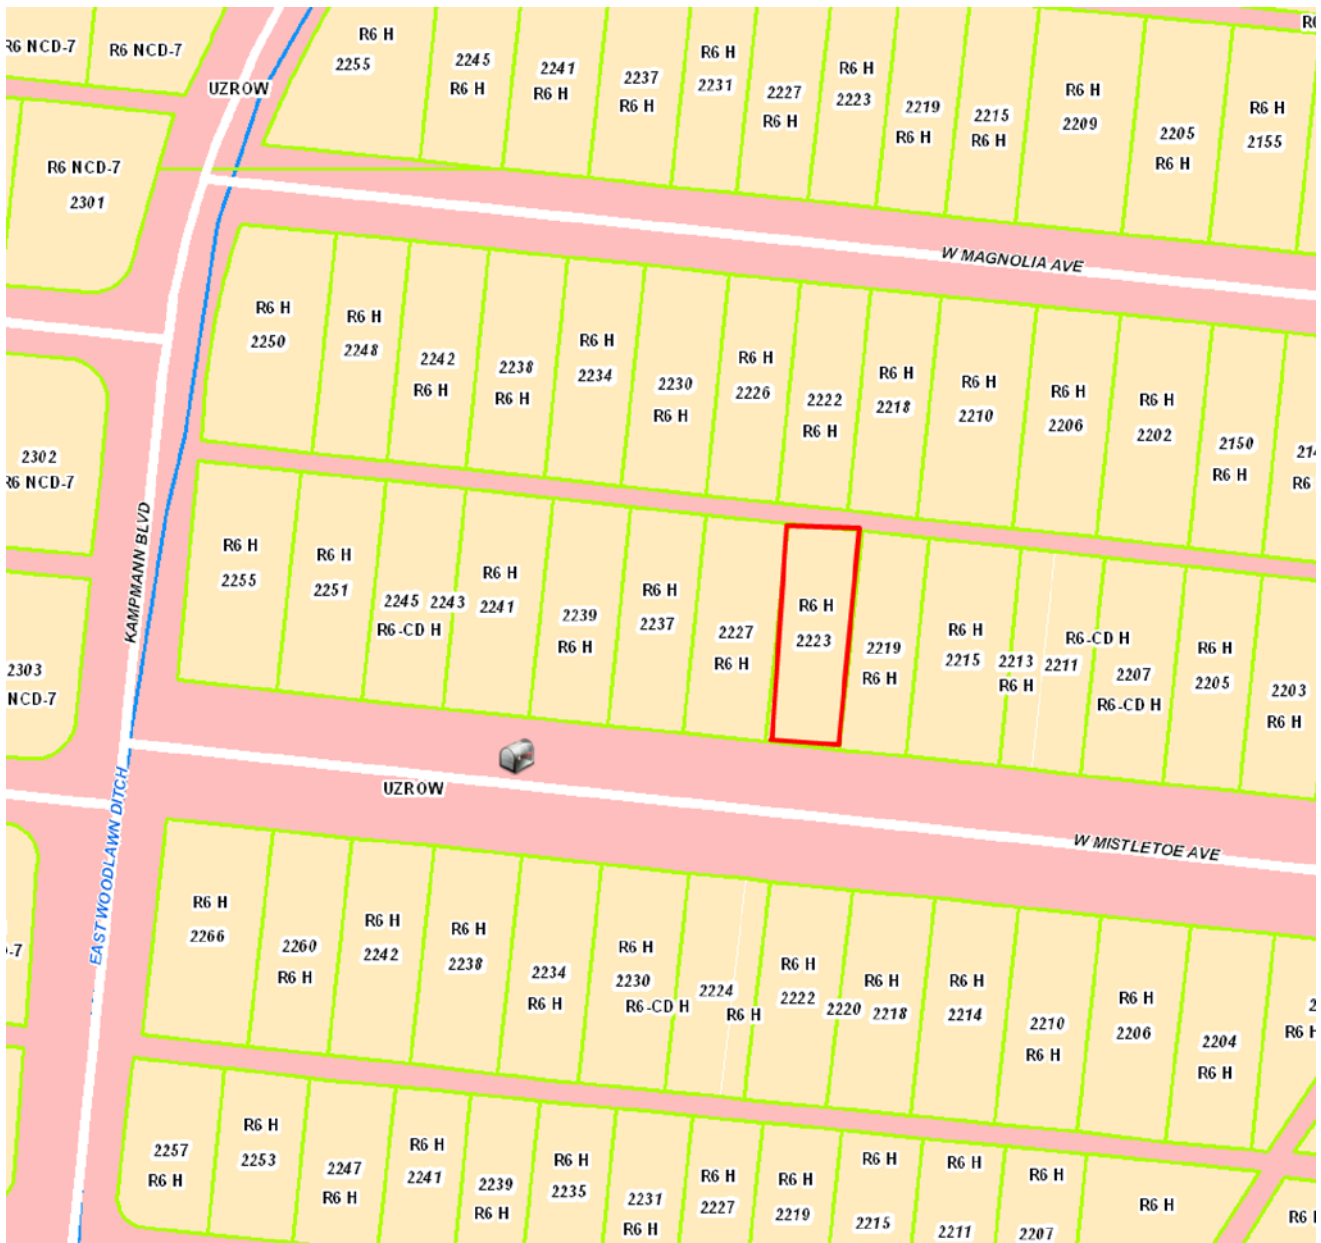 R6 NCD-7
R6 NCD-7
UZROW
R6 H
2255
2245
R6 H
2241
R6 H
2237
R6 H
R6 H
2231
2227
R6 H
R6 H
2223
2219
R6 H
2215
R6 H
R6 H
2209
2205
R6 H
R6 H
2155
R6 NCD-7
2301
W MAGNOLIA AVE
R6 H
2250
R6 H
2248
2242
R6 H
2238
R6 H
R6 H
2234
2230
R6 H
R6 H
2226
2222
R6 H
R6 H
2218
R6 H
2210
R6 H
2206
R6 H
2202
2150
R6 H
R6
2302
R6 NCD-7
KAMPMANN BLVD
R6 H
2255
R6 H
2251
2245 2243
R6-CD H
R6 H
2241
2239
R6 H
R6 H
2237
2227
R6 H
R6 H
2223
2219
R6 H
R6 H
2215
2213
R6 H
2211
R6-CD H
2207
R6-CD H
R6 H
2205
2203
R6 H
2303
NCD-7
UZROW
W MISTLETOE AVE
EAST WOODLAWN DITCH
R6 H
2266
2260
R6 H
R6 H
2242
R6 H
2238
2234
R6 H
R6 H
2230
R6-CD H
2224
R6 H
R6 H
2222
2220
R6 H
2218
R6 H
2214
2210
R6 H
R6 H
2206
2204
R6 H
R6 H
2257
R6 H
R6 H
2253
2247
R6 H
R6 H
2241
2239
R6 H
R6 H
2235
2231
R6 H
R6 H
2227
R6 H
2219
R6 H
2215
R6 H
2211
R6 H
2207
R6 H
R6